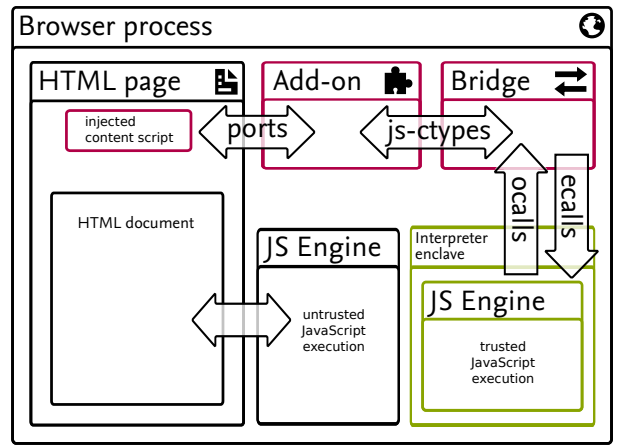 Browser process
HTML page
Add-on
Bridge
injected
content script
ports
js-ctypes
ocalls
ecalls
HTML document
JS Engine
untrusted
JavaScript
execution
Interpreter
enclave
JS Engine
trusted
JavaScript
execution